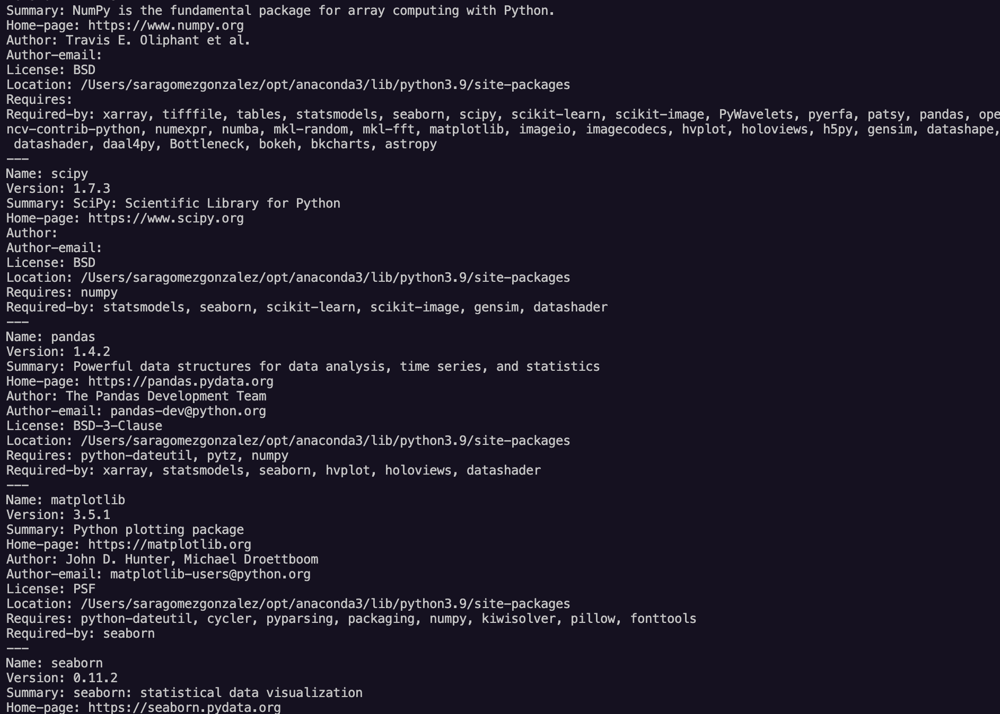 Summary: NumPy is the fundamental package for array computing with Python.
Home-page: https://www.numpy.org
Author: Travis E. Oliphant et al.
Author-email:
License: BSD
Location: /Users/saragomezgonzalez/opt/anaconda3/lib/python3.9/site-packages
Requires:
Required-by: xarray, tifffile, tables, statsmodels, seaborn, scipy, scikit-learn, scikit-image, PyWavelets, pyerfa, patsy, pandas, ope
ncv-contrib-python, numexpr, numba, mkl-random, mkl-fft, matplotlib, imageio, imagecodecs, hvplot, holoviews, h5py, gensim, datashape,
 datashader, daal4py, Bottleneck, bokeh, bkcharts, astropy
---
Name: scipy
Version: 1.7.3
Summary: SciPy: Scientific Library for Python
Home-page: https://www.scipy.org
Author:
Author-email:
License: BSD
Location: /Users/saragomezgonzalez/opt/anaconda3/lib/python3.9/site-packages
Requires: numpy
Required-by: statsmodels, seaborn, scikit-learn, scikit-image, gensim, datashader
---
Name: pandas
Version: 1.4.2
Summary: Powerful data structures for data analysis, time series, and statistics
Home-page: https://pandas.pydata.org
Author: The Pandas Development Team
Author-email: pandas-dev@python.org
License: BSD-3-Clause
Location: /Users/saragomezgonzalez/opt/anaconda3/lib/python3.9/site-packages
Requires: python-dateutil, pytz, numpy
Required-by: xarray, statsmodels, seaborn, hvplot, holoviews, datashader
---
Name: matplotlib
Version: 3.5.1
Summary: Python plotting package
Home-page: https://matplotlib.org
Author: John D. Hunter, Michael Droettboom
Author-email: matplotlib-users@python.org
License: PSF
Location: /Users/saragomezgonzalez/opt/anaconda3/lib/python3.9/site-packages
Requires: python-dateutil, cycler, pyparsing, packaging, numpy, kiwisolver, pillow, fonttools
Required-by: seaborn
---
Name: seaborn
Version: 0.11.2
Summary: seaborn: statistical data visualization
Home-page: https://seaborn.pydata.org